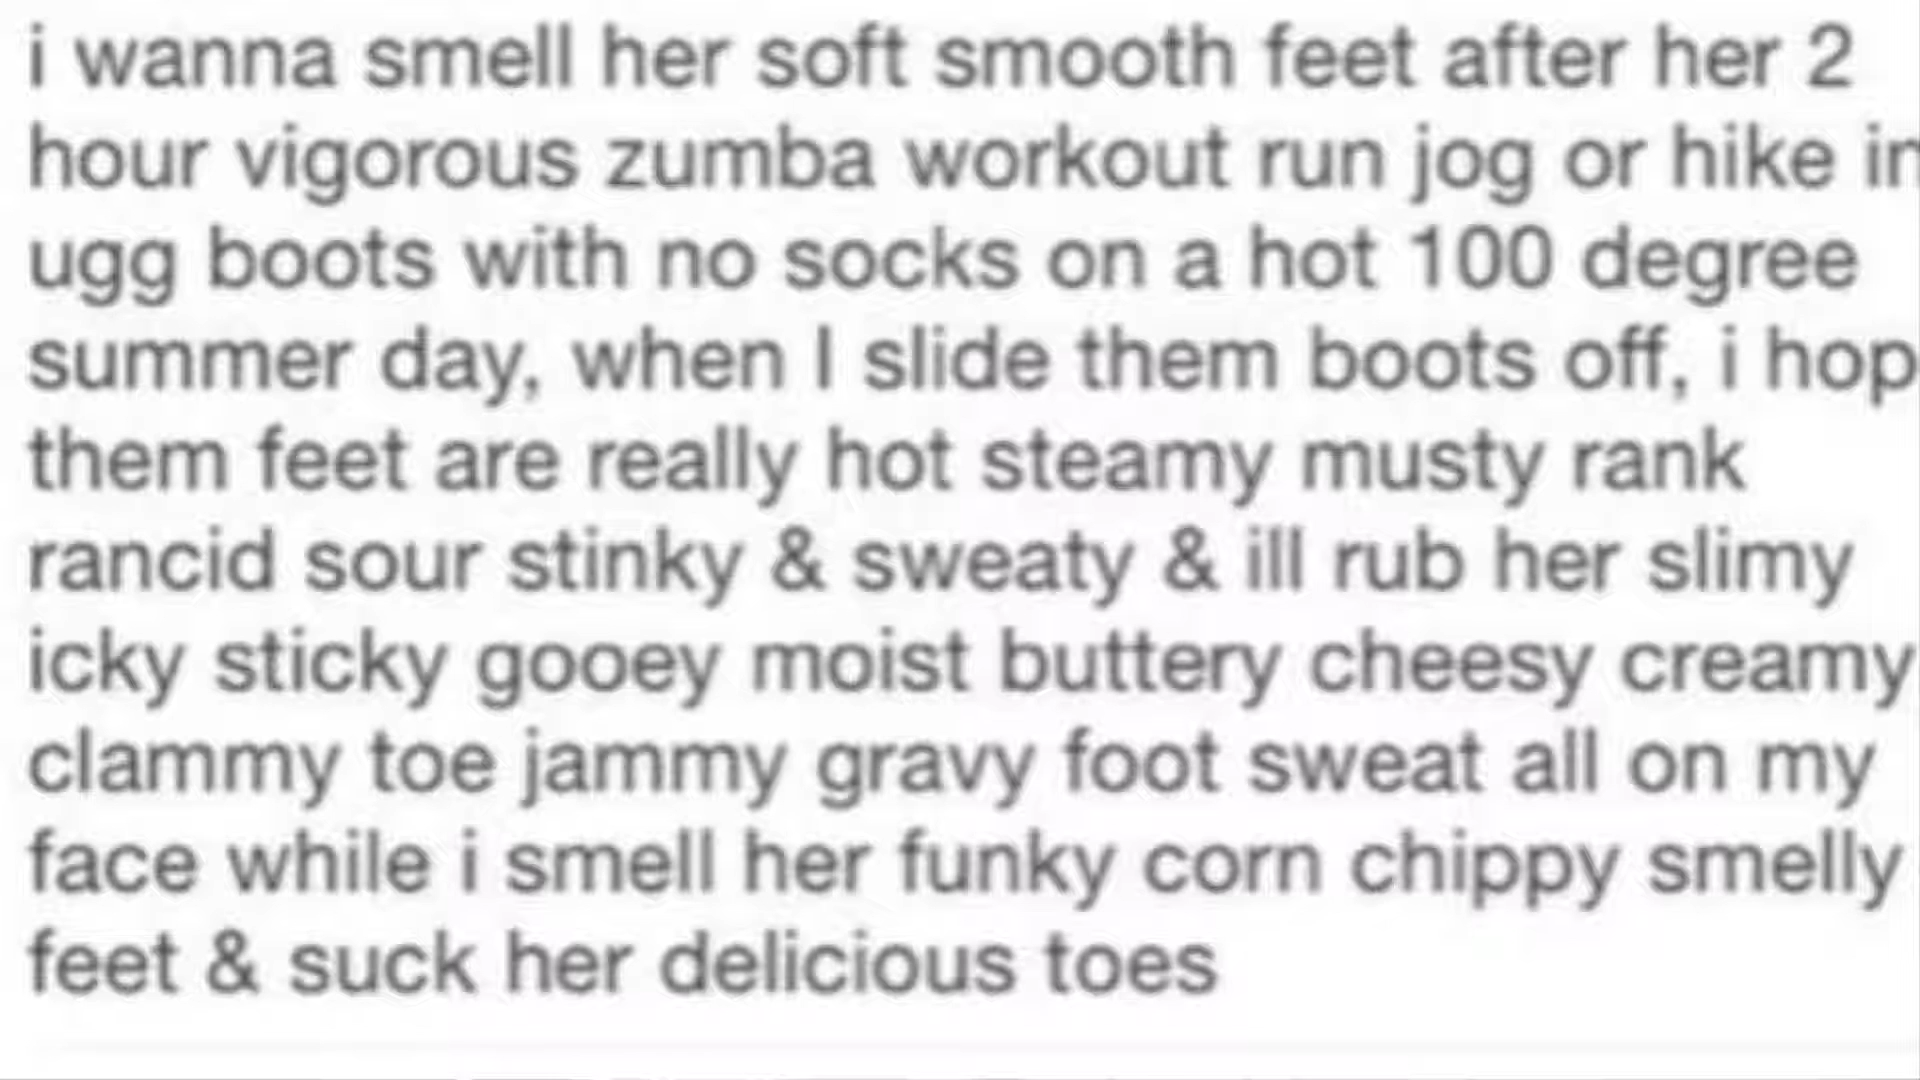 i wanna smell her soft smooth feet after her 2
hour vigorous zumba workout run jog or hike in
ugg boots with no socks on a hot 100 degree
summer day, when I slide them boots off, i hop
them feet are really hot steamy musty rank
rancid sour stinky & sweaty & ill rub her slimy
icky sticky gooey moist buttery cheesy creamy
clammy toe jammy gravy foot sweat all on my
face while i smell her funky corn chippy smelly
feet & suck her delicious toes